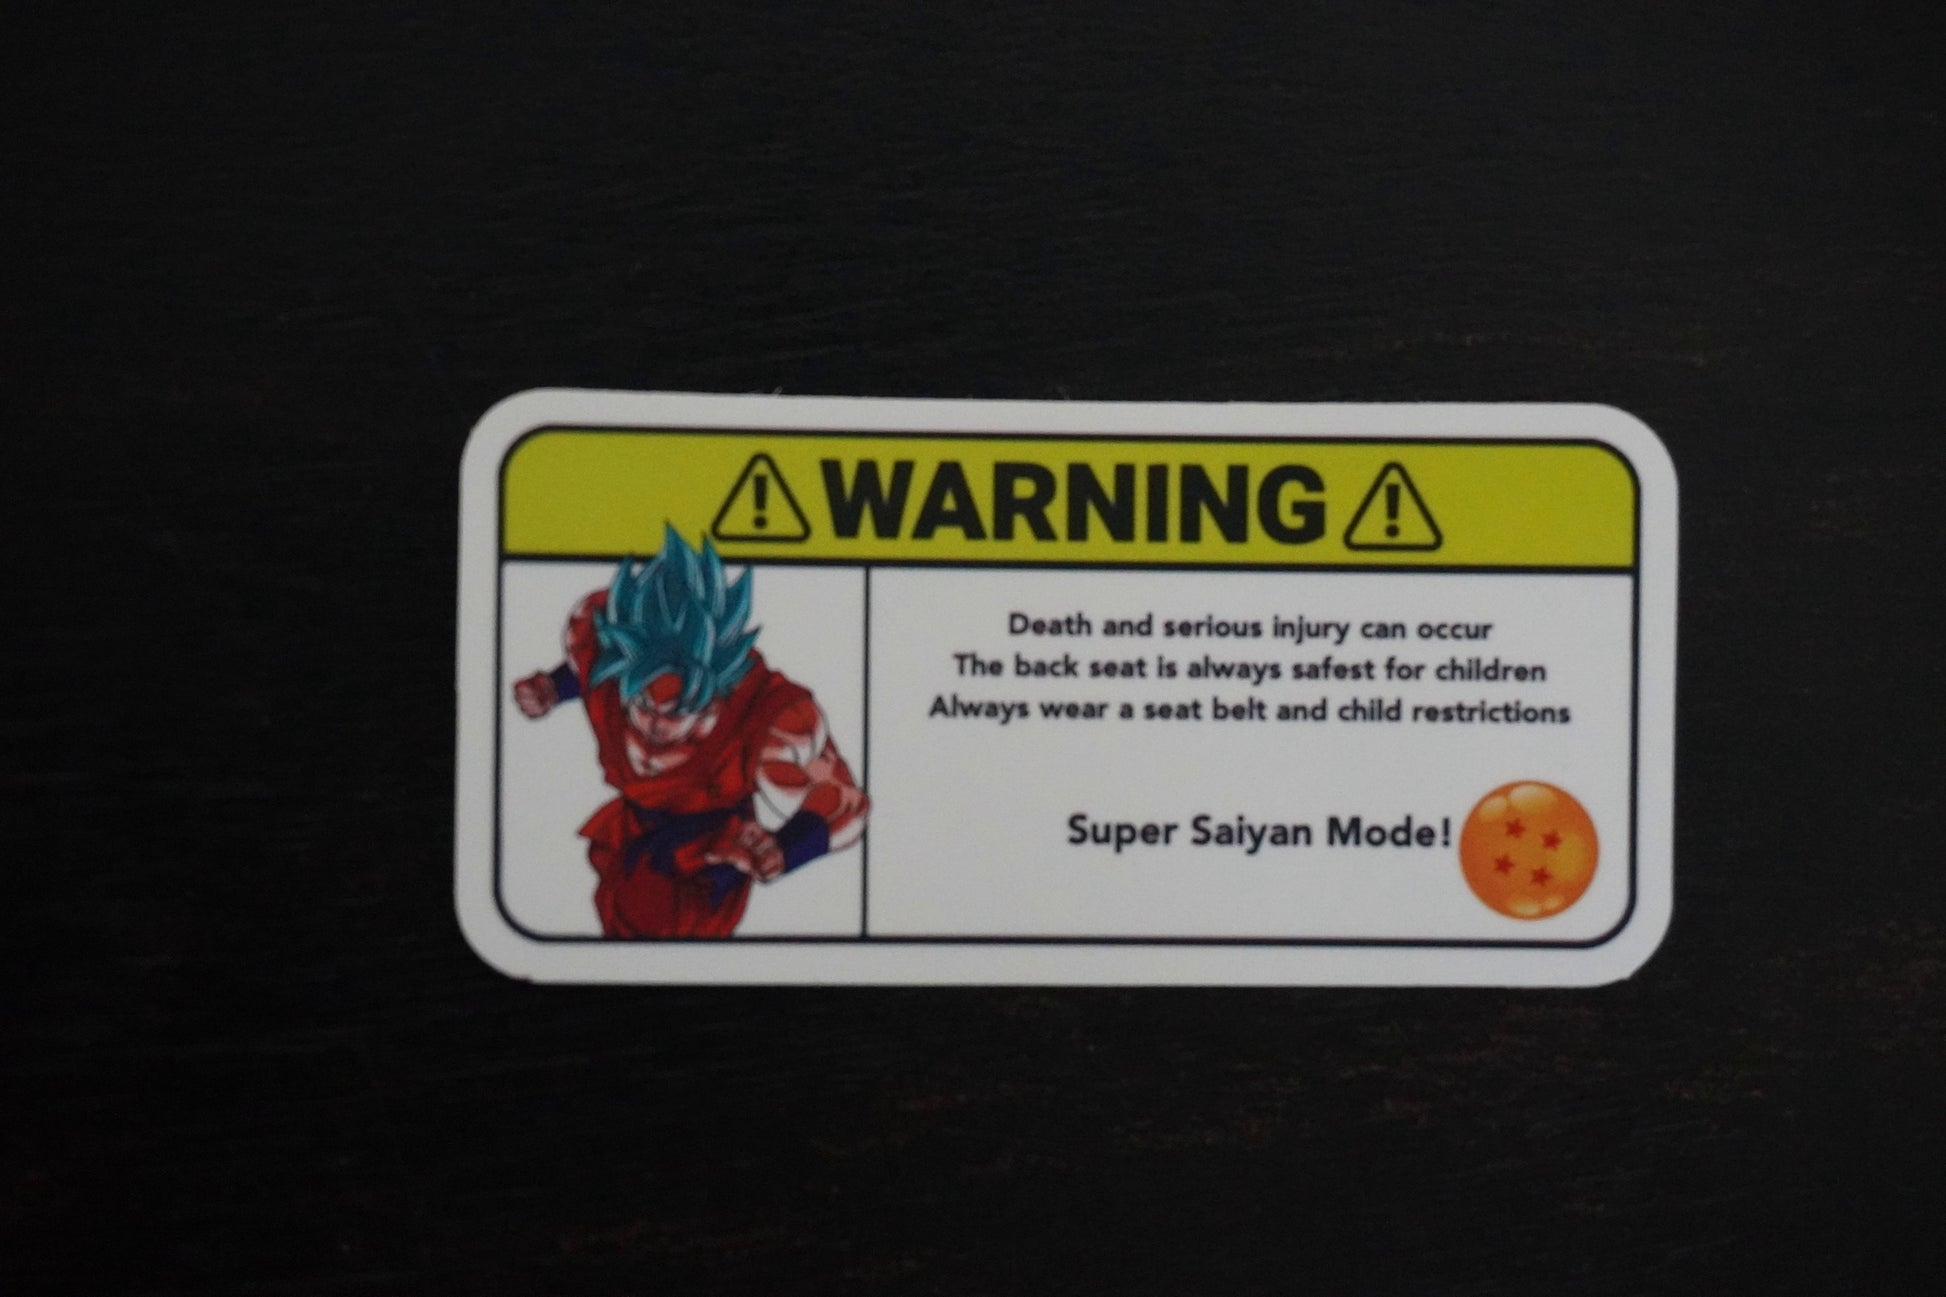 WARNING
Death and serious injury can occur
The back seat is always safest for children
Always wear a seat belt and child restrictions
Super Saiyan Mode!